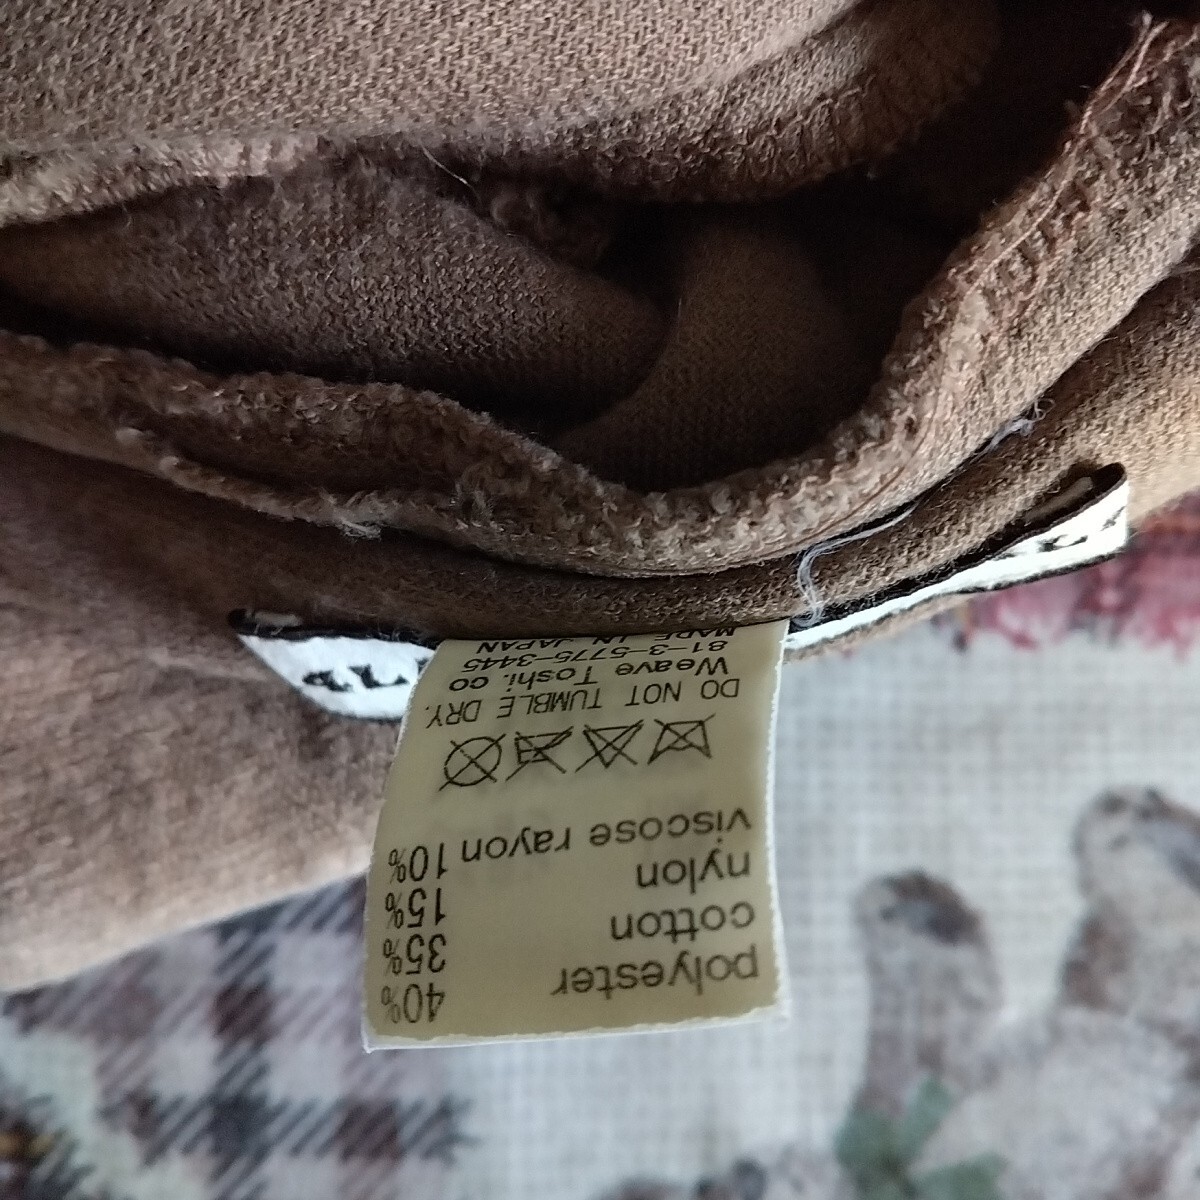 polyester 40%
cotton 35%
nylon 15%
viscose rayon 10%
DO NOT TUMBLE DRY.
Weave Toshi. co
81-3-5775-3445
MADE IN JAPAN